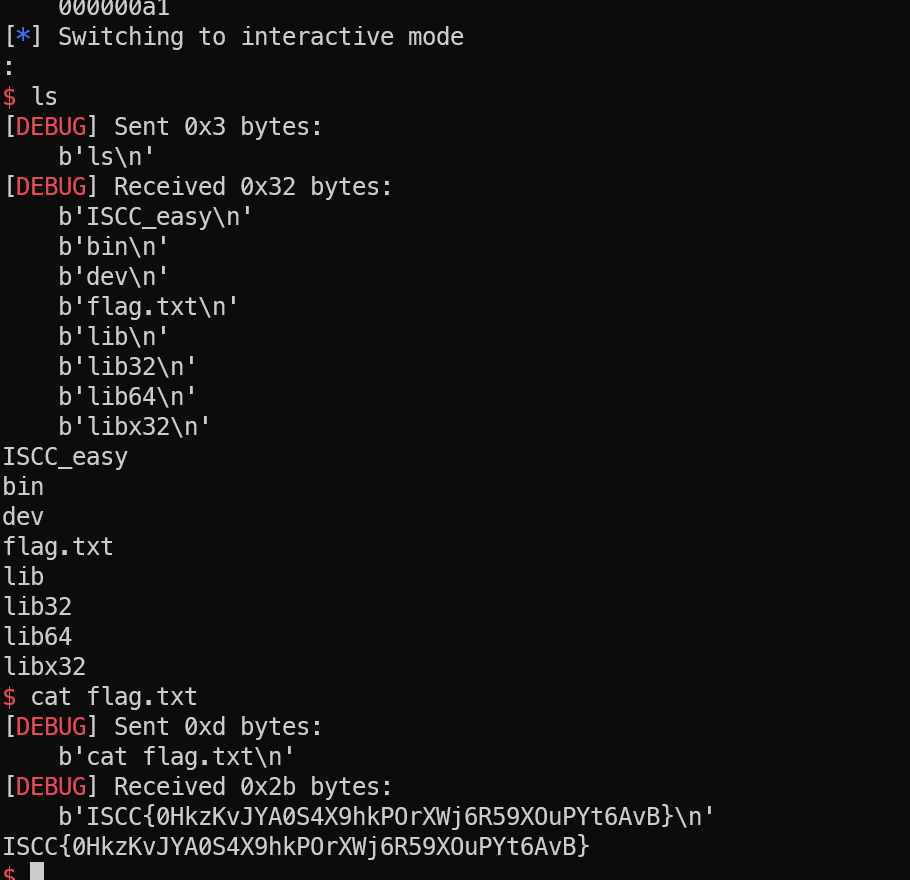 000000a1
[*] Switching to interactive mode
:
$ ls
[DEBUG] Sent 0x3 bytes:
    b'ls\n'
[DEBUG] Received 0x32 bytes:
    b'ISCC_easy\n'
    b'bin\n'
    b'dev\n'
    b'flag.txt\n'
    b'lib\n'
    b'lib32\n'
    b'lib64\n'
    b'libx32\n'
ISCC_easy
bin
dev
flag.txt
lib
lib32
lib64
libx32
$ cat flag.txt
[DEBUG] Sent 0xd bytes:
    b'cat flag.txt\n'
[DEBUG] Received 0x2b bytes:
    b'ISCC{0HkzKvJYA0S4X9hkPOrXWj6R59XOuPYt6AvB}\n'
ISCC{0HkzKvJYA0S4X9hkPOrXWj6R59XOuPYt6AvB}
$